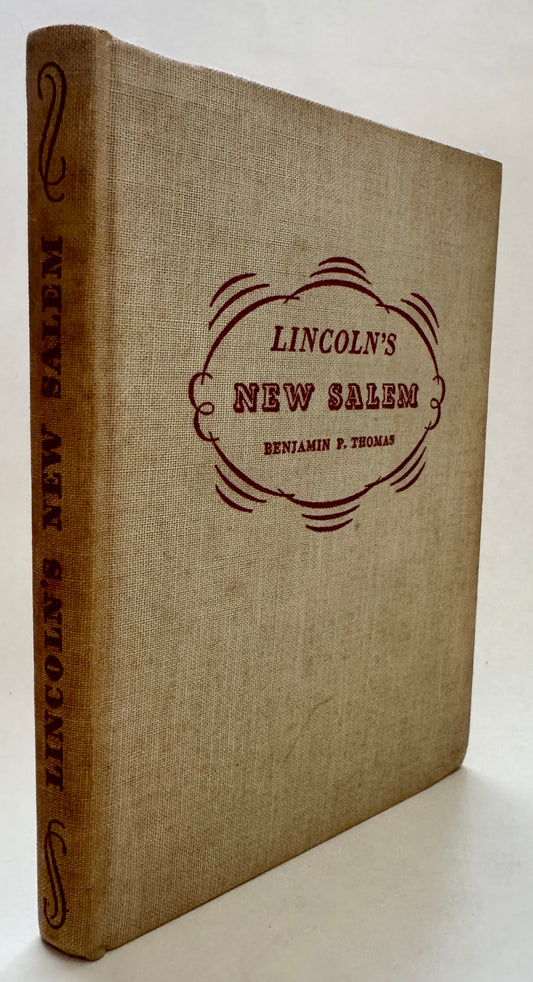 LINCOLN'S NEW SALEM
LINCOLN'S
NEW SALEM
BENJAMIN P. THOMAS